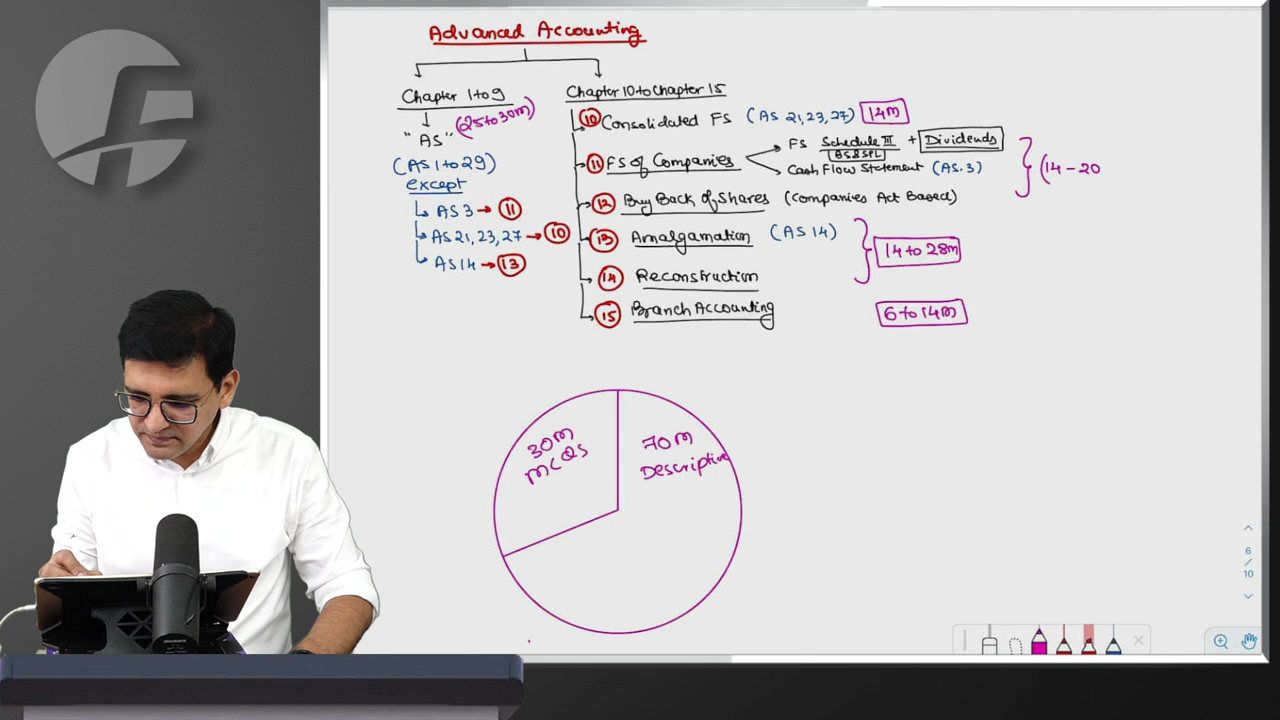 Advanced Accounting
Chapter 1 to 9
"AS" (25 to 30m)
(AS 1 to 29)
except
AS 3 → 11
AS 21, 23, 27 → 10
AS 14 → 13
Chapter 10 to Chapter 15
10 Consolidated FS (AS 21, 23, 27) 14m
11 FS of Companies
FS Schedule III + Dividends
BS & SPL
Cash Flow Statement (AS.3)
(14 - 20
12 Buy Back of Shares (Companies Act Based)
13 Amalgamation (AS 14)
14 to 28m
14 Reconstruction
15 Branch Accounting
6 to 14m
30m
MCQs
70m
Descriptive
6
/
10